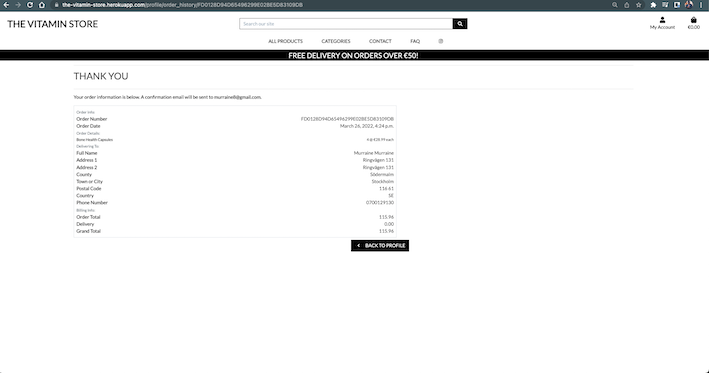 the-vitamin-store.herokuapp.com/profile/order_history/FD0128D94D65496299E02BE5D83109DB
THE VITAMIN STORE
Search our site
My Account
€0.00
ALL PRODUCTS CATEGORIES CONTACT FAQ
FREE DELIVERY ON ORDERS OVER €50!
THANK YOU
Your order information is below. A confirmation email will be sent to murraine8@gmail.com.
Order Info:
Order Number FD0128D94D65496299E02BE5D83109DB
Order Date March 26, 2022, 4:24 p.m.
Order Details:
Bone Health Capsules 4 @ €28.99 each
Delivering To:
Full Name Murraine Murraine
Address 1 Ringvägen 131
Address 2 Ringvägen 131
County Södermalm
Town or City Stockholm
Postal Code 116 61
Country SE
Phone Number 0700129130
Billing Info:
Order Total 115.96
Delivery 0.00
Grand Total 115.96
BACK TO PROFILE